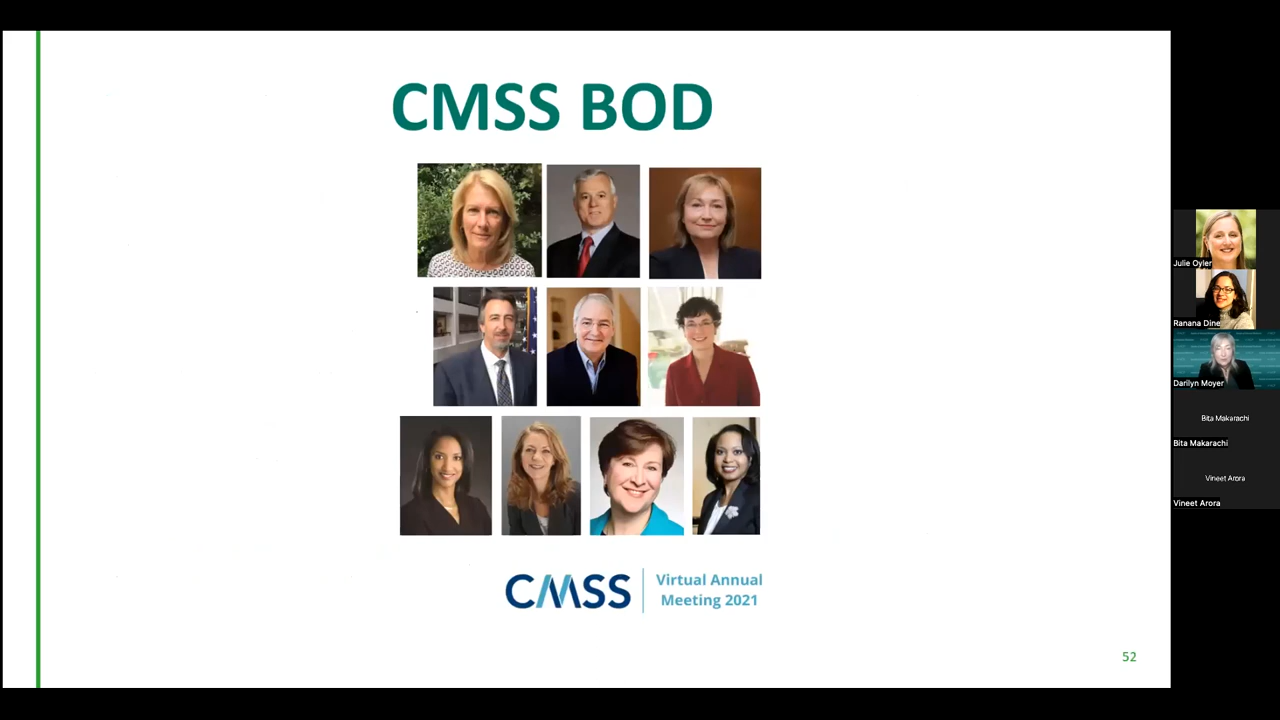 CMSS BOD
CMSS
Virtual Annual
Meeting 2021
52
Julie Oyler
Ranana Dine
Darilyn Moyer
Bita Makarachi
Bita Makarachi
Vineet Arora
Vineet Arora